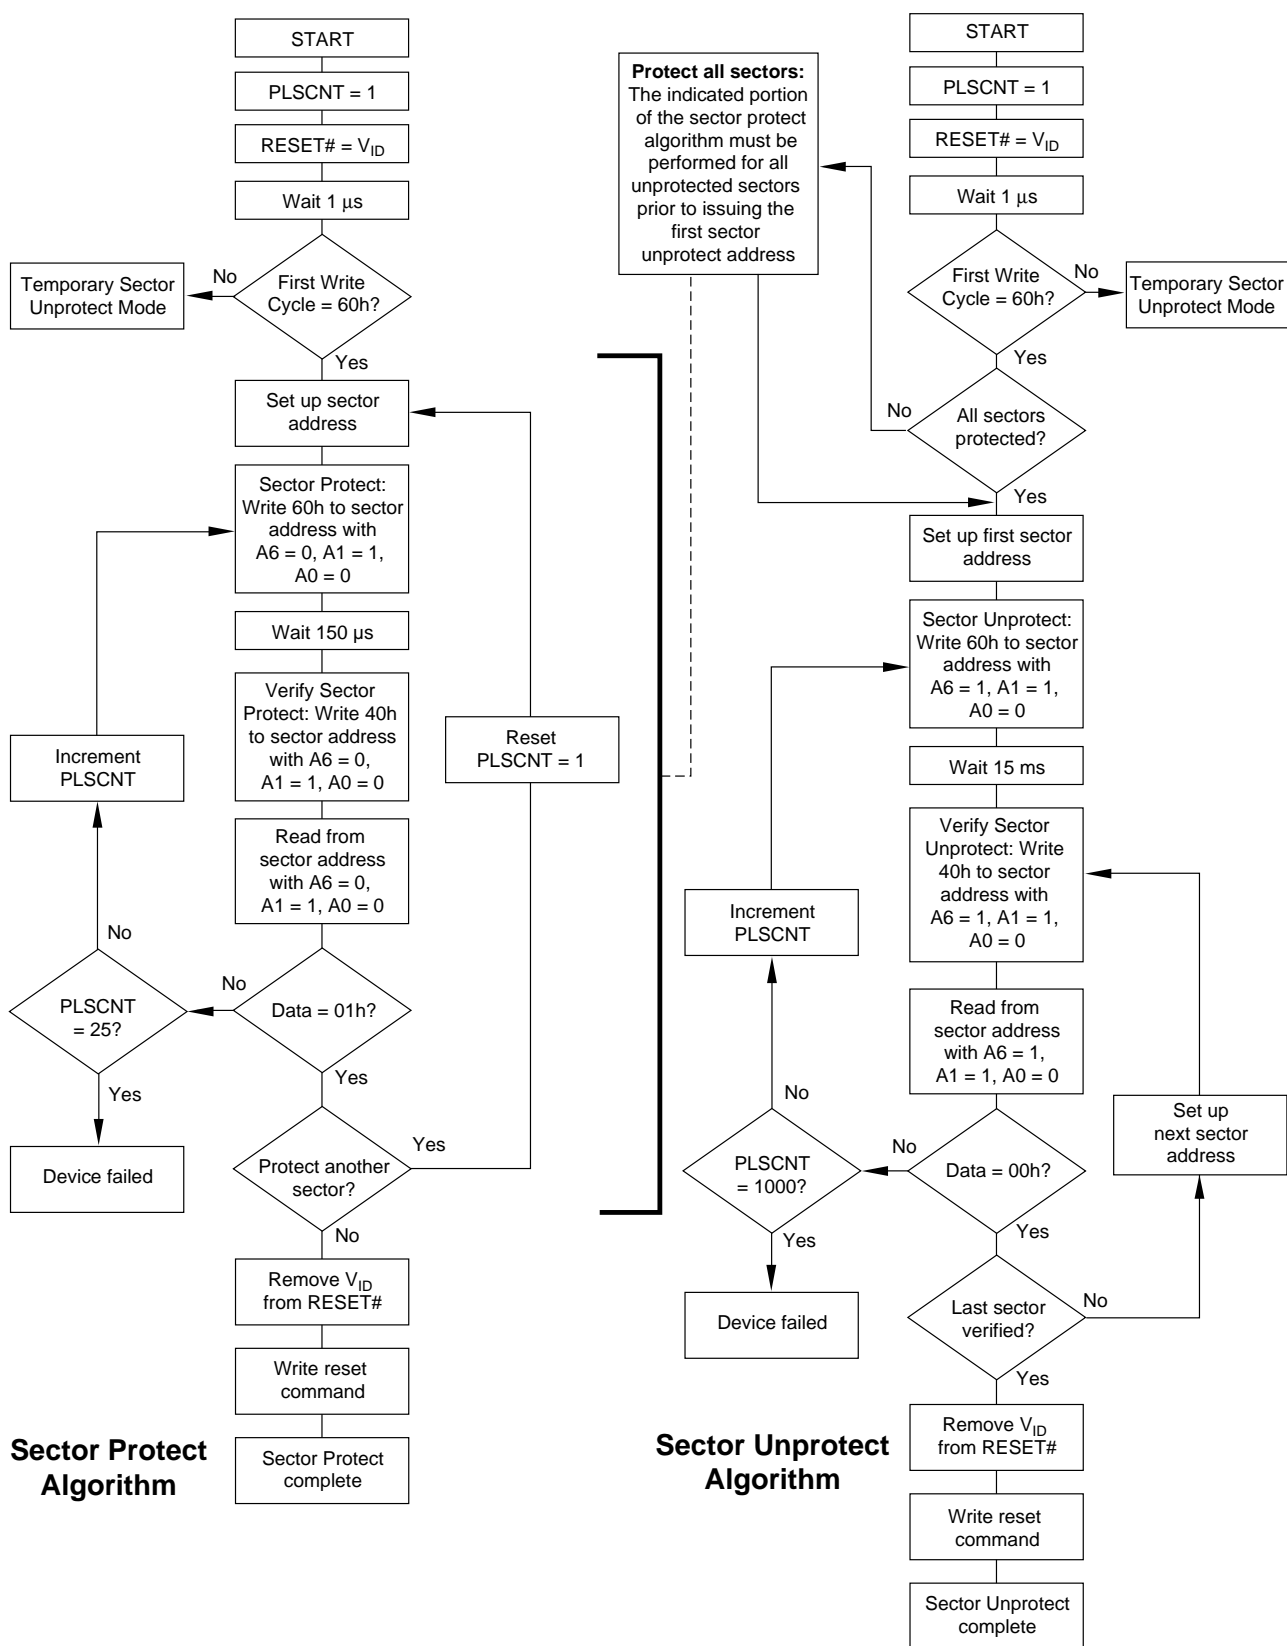 START
PLSCNT = 1
RESET# = VID
Wait 1 μs
First Write
Cycle = 60h?
No
Temporary Sector
Unprotect Mode
Yes
Set up sector
address
Sector Protect:
Write 60h to sector
address with
A6 = 0, A1 = 1,
A0 = 0
Wait 150 µs
Verify Sector
Protect: Write 40h
to sector address
with A6 = 0,
A1 = 1, A0 = 0
Increment
PLSCNT
Reset
PLSCNT = 1
Read from
sector address
with A6 = 0,
A1 = 1, A0 = 0
No
No
PLSCNT
= 25?
Data = 01h?
Yes
Yes
Device failed
Protect another
sector?
Yes
No
Remove VID
from RESET#
Write reset
command
Sector Protect
complete
Sector Protect
Algorithm
Protect all sectors:
The indicated portion
of the sector protect
algorithm must be
performed for all
unprotected sectors
prior to issuing the
first sector
unprotect address
START
PLSCNT = 1
RESET# = VID
Wait 1 μs
First Write
Cycle = 60h?
No
Temporary Sector
Unprotect Mode
Yes
No
All sectors
protected?
Yes
Set up first sector
address
Sector Unprotect:
Write 60h to sector
address with
A6 = 1, A1 = 1,
A0 = 0
Wait 15 ms
Verify Sector
Unprotect: Write
40h to sector
address with
A6 = 1, A1 = 1,
A0 = 0
Increment
PLSCNT
Read from
sector address
with A6 = 1,
A1 = 1, A0 = 0
No
Set up
next sector
address
No
PLSCNT
= 1000?
Data = 00h?
Yes
Yes
Device failed
Last sector
verified?
No
Yes
Remove VID
from RESET#
Write reset
command
Sector Unprotect
complete
Sector Unprotect
Algorithm